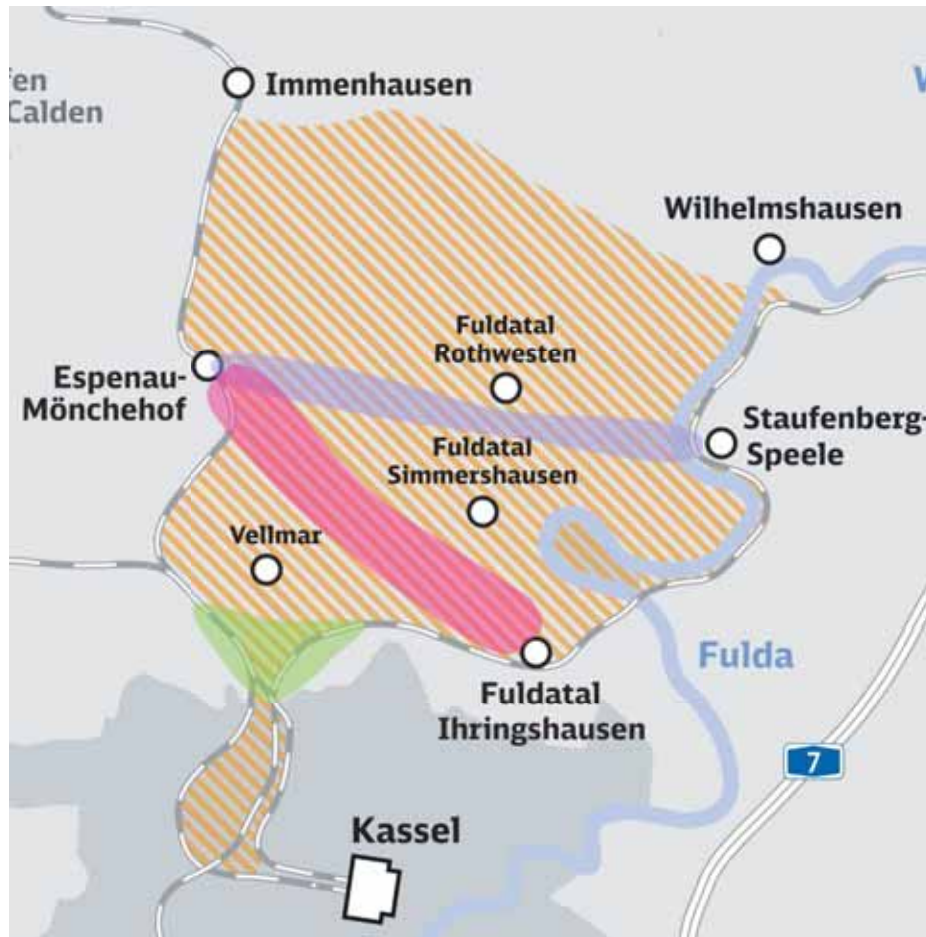 Immenhausen
Calden
Wilhelmshausen
Fuldatal
Rothwesten
Espenau-
Mönchehof
Staufenberg-
Speele
Fuldatal
Simmershausen
Vellmar
Fulda
Fuldatal
Ihringshausen
7
Kassel